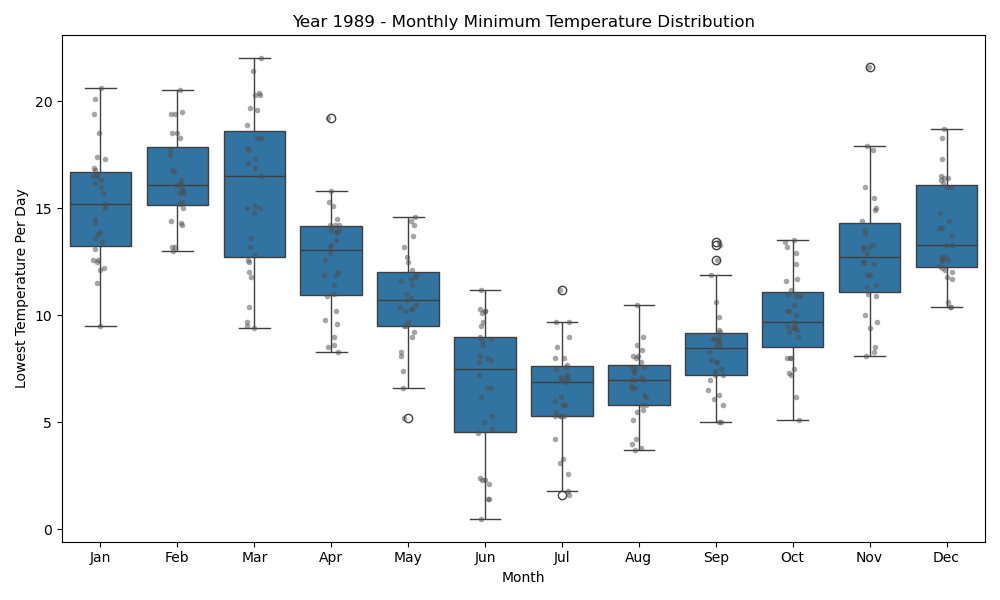 Year 1989 - Monthly Minimum Temperature Distribution
Lowest Temperature Per Day
20
15
10
5
0
Jan Feb Mar Apr May Jun Jul Aug Sep Oct Nov Dec
Month